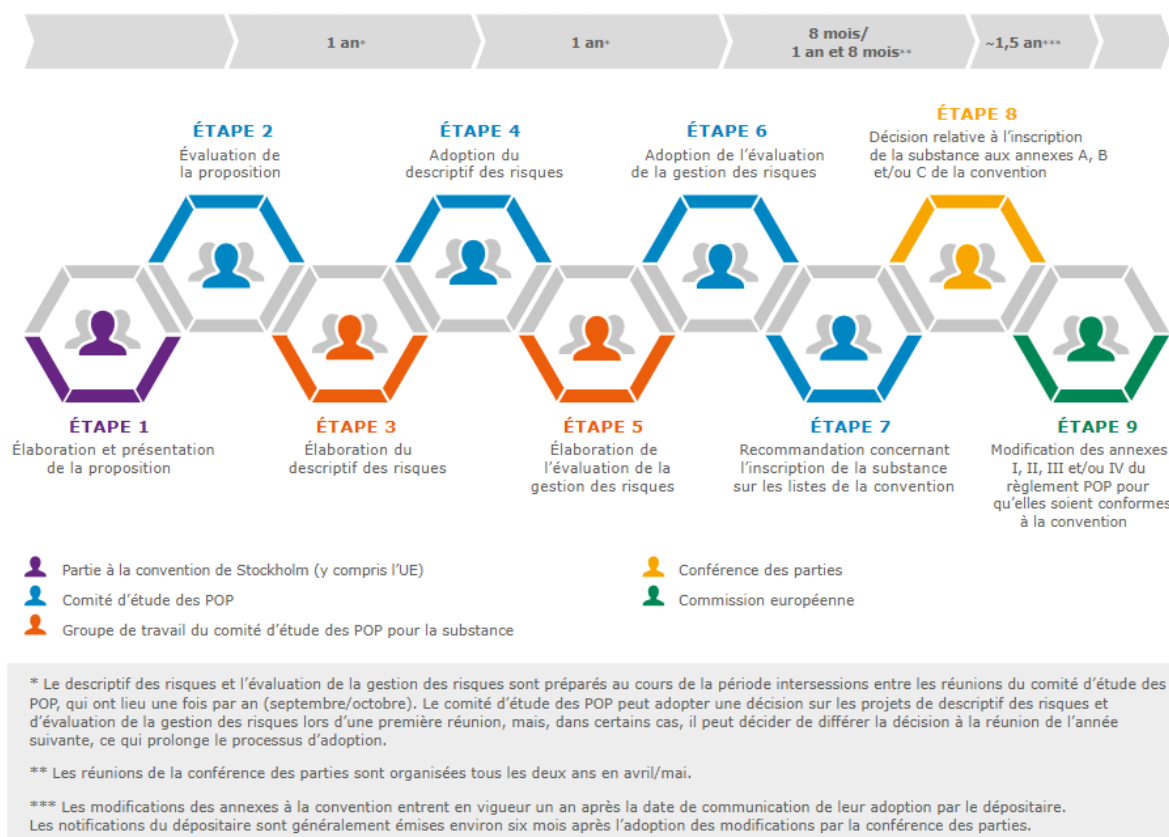 1 an*
1 an*
8 mois/
1 an et 8 mois**
~1,5 an***
ÉTAPE 2
Évaluation de
la proposition
ÉTAPE 4
Adoption du
descriptif des risques
ÉTAPE 6
Adoption de l’évaluation
de la gestion des risques
ÉTAPE 8
Décision relative à l’inscription
de la substance aux annexes A, B
et/ou C de la convention
ÉTAPE 1
Élaboration et présentation
de la proposition
ÉTAPE 3
Élaboration du
descriptif des risques
ÉTAPE 5
Élaboration de
l’évaluation de la
gestion des risques
ÉTAPE 7
Recommandation concernant
l’inscription de la substance
sur les listes de la convention
ÉTAPE 9
Modification des annexes
I, II, III et/ou IV du
règlement POP pour
qu’elles soient conformes
à la convention
Partie à la convention de Stockholm (y compris l’UE)
Comité d’étude des POP
Groupe de travail du comité d’étude des POP pour la substance
Conférence des parties
Commission européenne
* Le descriptif des risques et l’évaluation de la gestion des risques sont préparés au cours de la période intersessions entre les réunions du comité d’étude des
POP, qui ont lieu une fois par an (septembre/octobre). Le comité d’étude des POP peut adopter une décision sur les projets de descriptif des risques et
d’évaluation de la gestion des risques lors d’une première réunion, mais, dans certains cas, il peut décider de différer la décision à la réunion de l’année
suivante, ce qui prolonge le processus d’adoption.
** Les réunions de la conférence des parties sont organisées tous les deux ans en avril/mai.
*** Les modifications des annexes à la convention entrent en vigueur un an après la date de communication de leur adoption par le dépositaire.
Les notifications du dépositaire sont généralement émises environ six mois après l’adoption des modifications par la conférence des parties.